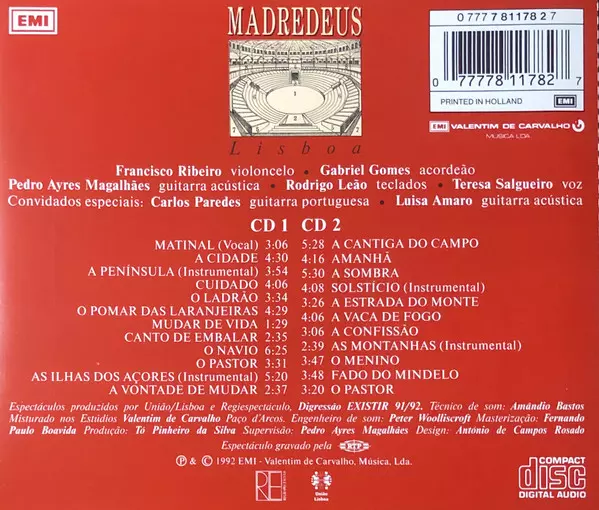 EMI
MADREDEUS
Lisboa
0 777 7 81178 2 7
0 77778 11782 7
PRINTED IN HOLLAND EMI
EMI VALENTIM DE CARVALHO
MUSICA LDA
Francisco Ribeiro violoncelo • Gabriel Gomes acordeão
Pedro Ayres Magalhães guitarra acústica • Rodrigo Leão teclados • Teresa Salgueiro voz
Convidados especiais: Carlos Paredes guitarra portuguesa • Luisa Amaro guitarra acústica
CD 1 CD 2
MATINAL (Vocal) 3:06 5:28 A CANTIGA DO CAMPO
A CIDADE 4:30 4:16 AMANHÃ
A PENÍNSULA (Instrumental) 3:54 5:30 A SOMBRA
CUIDADO 4:06 4:08 SOLSTÍCIO (Instrumental)
O LADRÃO 3:34 3:26 A ESTRADA DO MONTE
O POMAR DAS LARANJEIRAS 4:29 4:06 A VACA DE FOGO
MUDAR DE VIDA 1:29 3:06 A CONFISSÃO
CANTO DE EMBALAR 2:35 2:39 AS MONTANHAS (Instrumental)
O NAVIO 6:25 3:47 O MENINO
O PASTOR 3:31 3:48 FADO DO MINDELO
AS ILHAS DOS AÇORES (Instrumental) 5:20 3:20 O PASTOR
A VONTADE DE MUDAR 2:37
Espectáculos produzidos por União/Lisboa e Regiespectáculo, Digressão EXISTIR 91/92. Técnico de som: Amândio Bastos
Misturado nos Estúdios Valentim de Carvalho Paço d'Arcos. Engenheiro de som: Peter Woolliscroft Masterização: Fernando
Paulo Boavida Produção: Tó Pinheiro da Silva Supervisão: Pedro Ayres Magalhães Design: António de Campos Rosado
Espectáculo gravado pela RTP
℗ & © 1992 EMI - Valentim de Carvalho, Música, Lda.
RE
União
Lisboa
COMPACT
disc
DIGITAL AUDIO